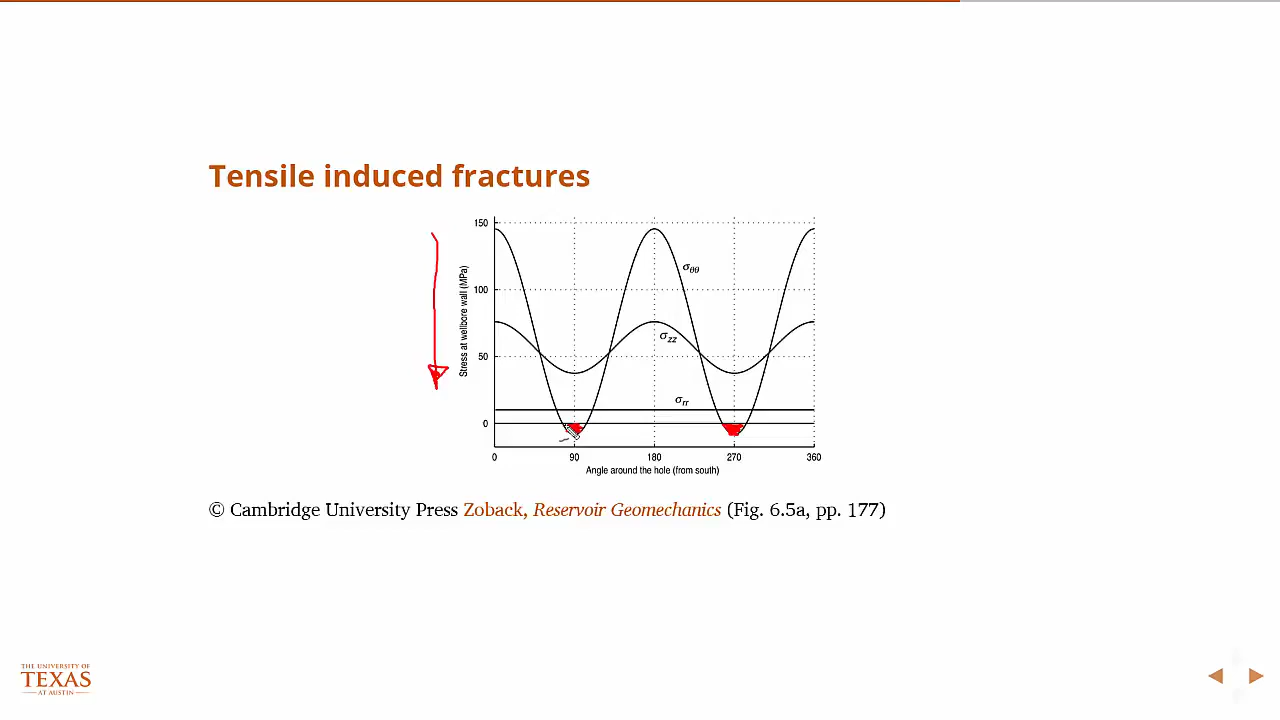 Tensile induced fractures
150
100
50
0
Stress at wellbore wall (MPa)
σθθ
σzz
σrr
0 90 180 270 360
Angle around the hole (from south)
© Cambridge University Press Zoback, Reservoir Geomechanics (Fig. 6.5a, pp. 177)
THE UNIVERSITY OF
TEXAS
AT AUSTIN